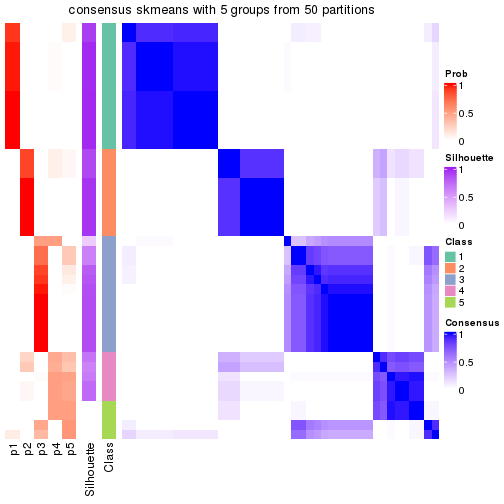 consensus skmeans with 5 groups from 50 partitions
Prob
1
0.5
0
Silhouette
1
0.5
0
Class
1
2
3
4
5
Consensus
1
0.5
0
p1
p2
p3
p4
p5
Silhouette
Class